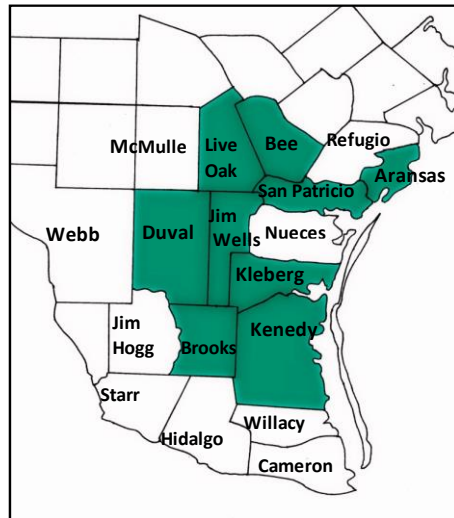 McMulle
Live
Oak
Bee
Refugio
Aransas
San Patricio
Webb
Duval
Jim
Wells
Nueces
Kleberg
Jim
Hogg
Brooks
Kenedy
Starr
Willacy
Hidalgo
Cameron